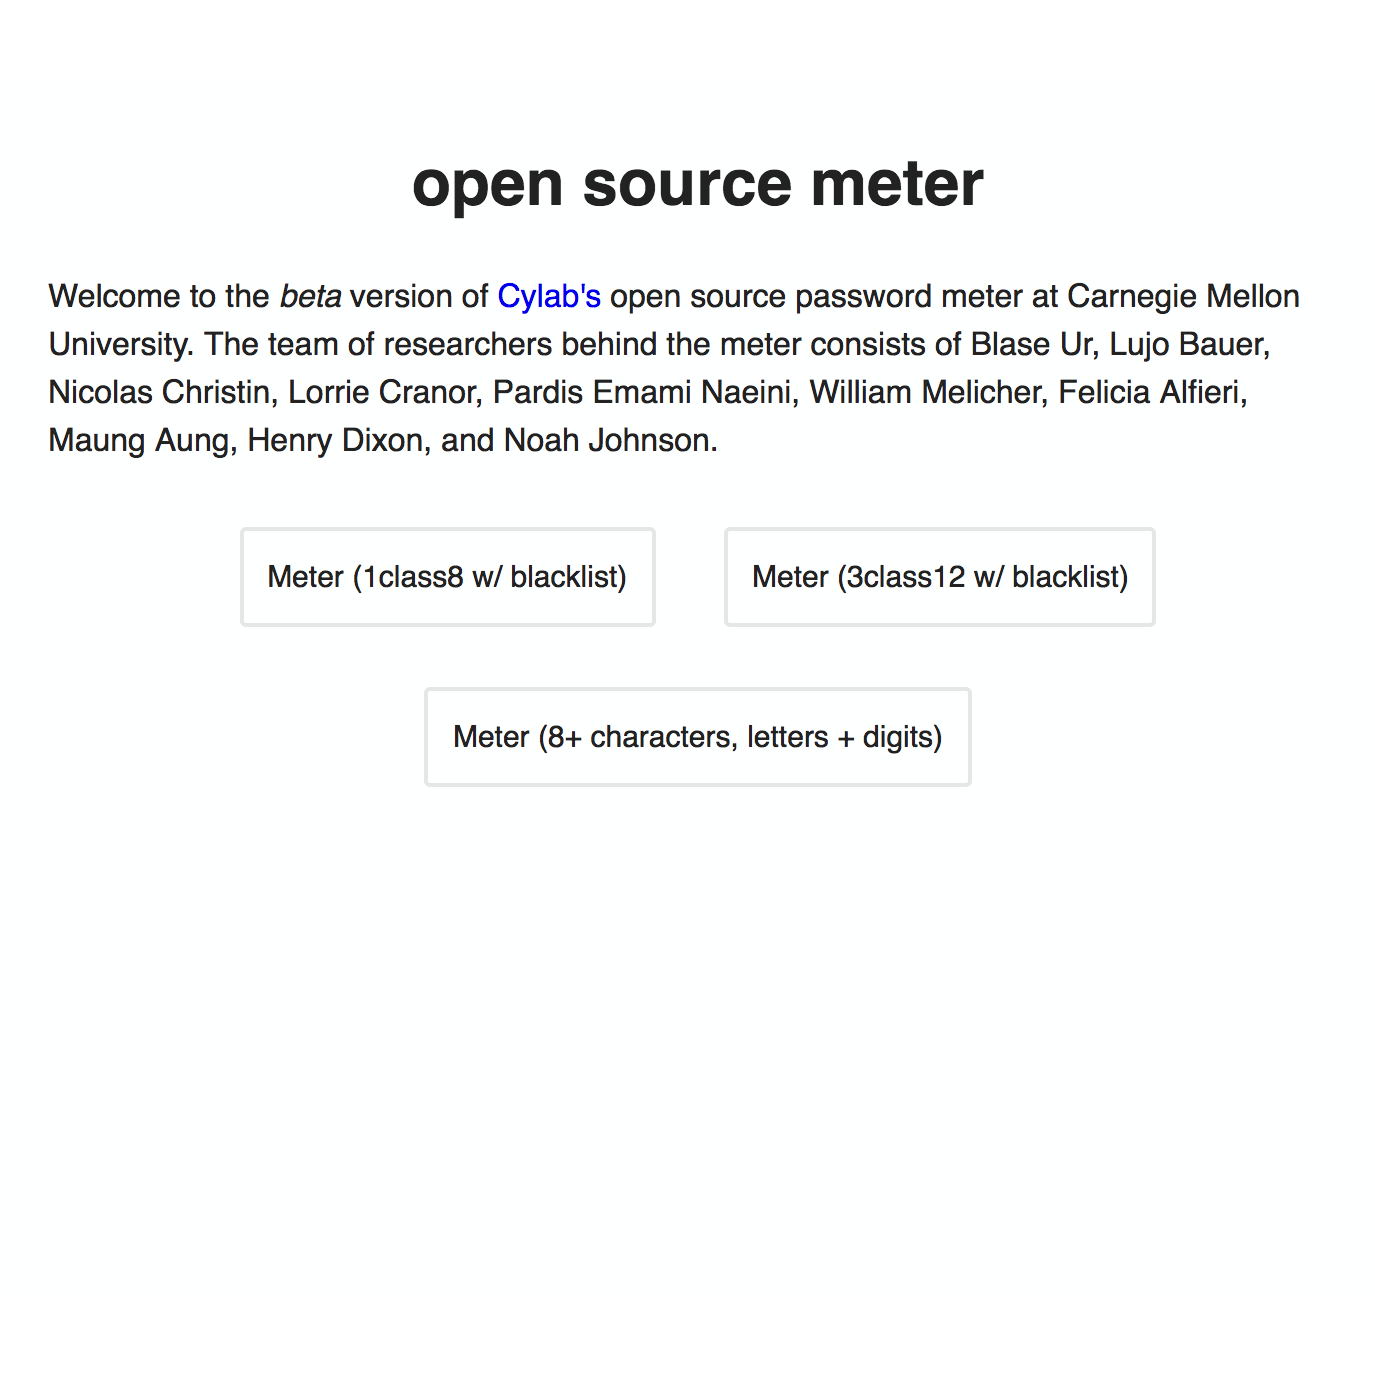 open source meter
Welcome to the beta version of Cylab's open source password meter at Carnegie Mellon
University. The team of researchers behind the meter consists of Blase Ur, Lujo Bauer,
Nicolas Christin, Lorrie Cranor, Pardis Emami Naeini, William Melicher, Felicia Alfieri,
Maung Aung, Henry Dixon, and Noah Johnson.
Meter (1class8 w/ blacklist)
Meter (3class12 w/ blacklist)
Meter (8+ characters, letters + digits)